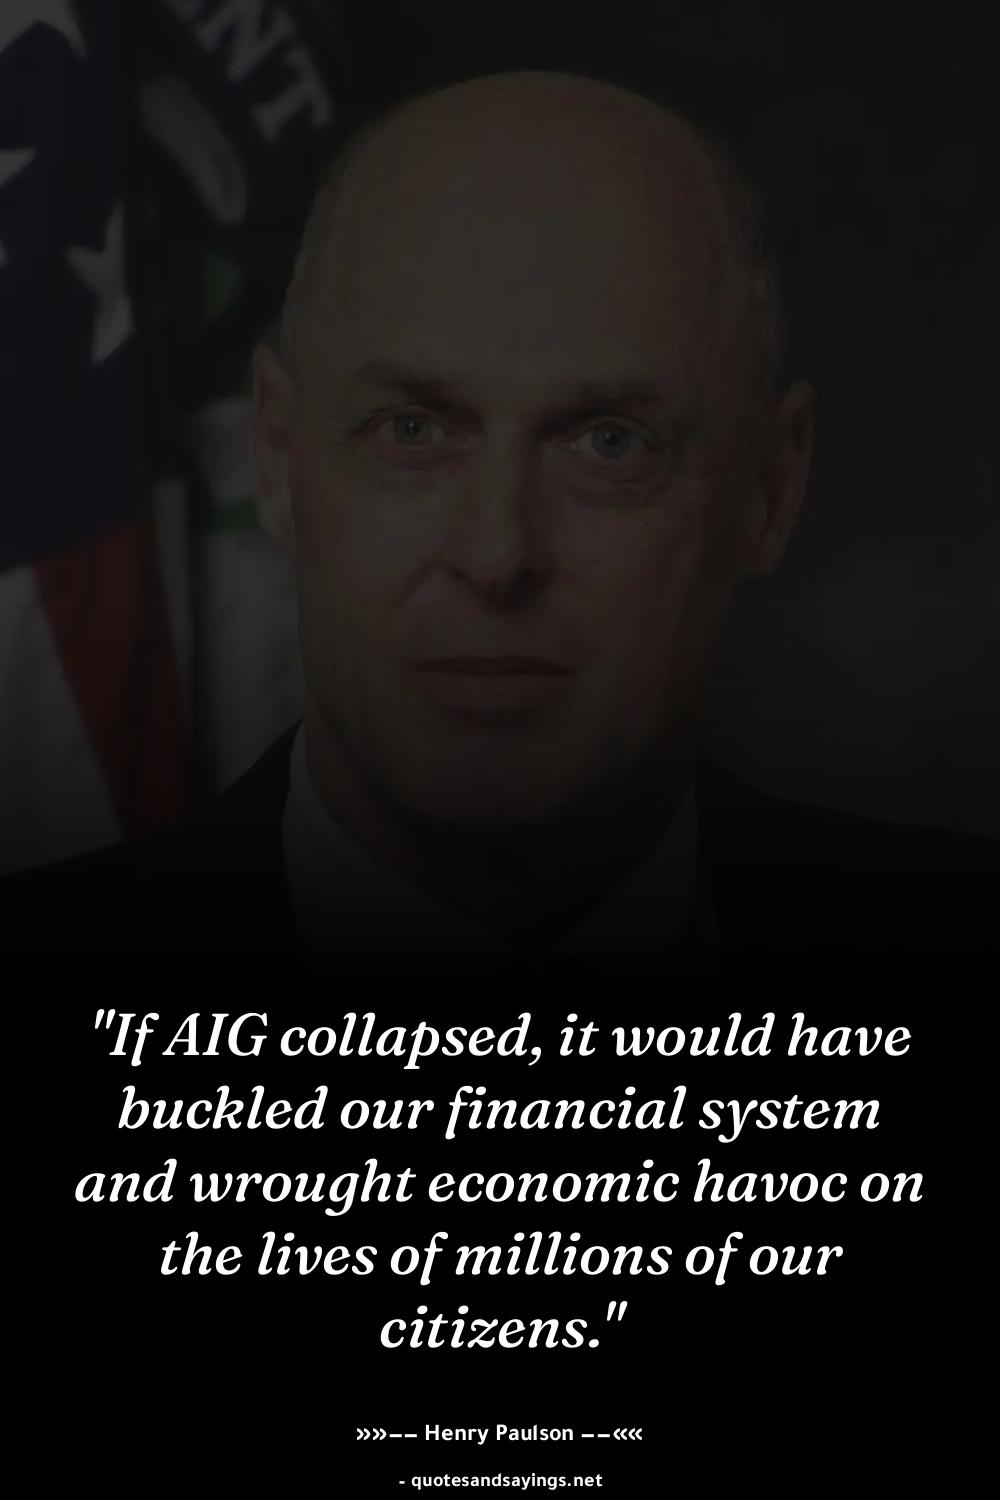 ENT
"If AIG collapsed, it would have
buckled our financial system
and wrought economic havoc on
the lives of millions of our
citizens."
»»−− Henry Paulson −−««
- quotesandsayings.net